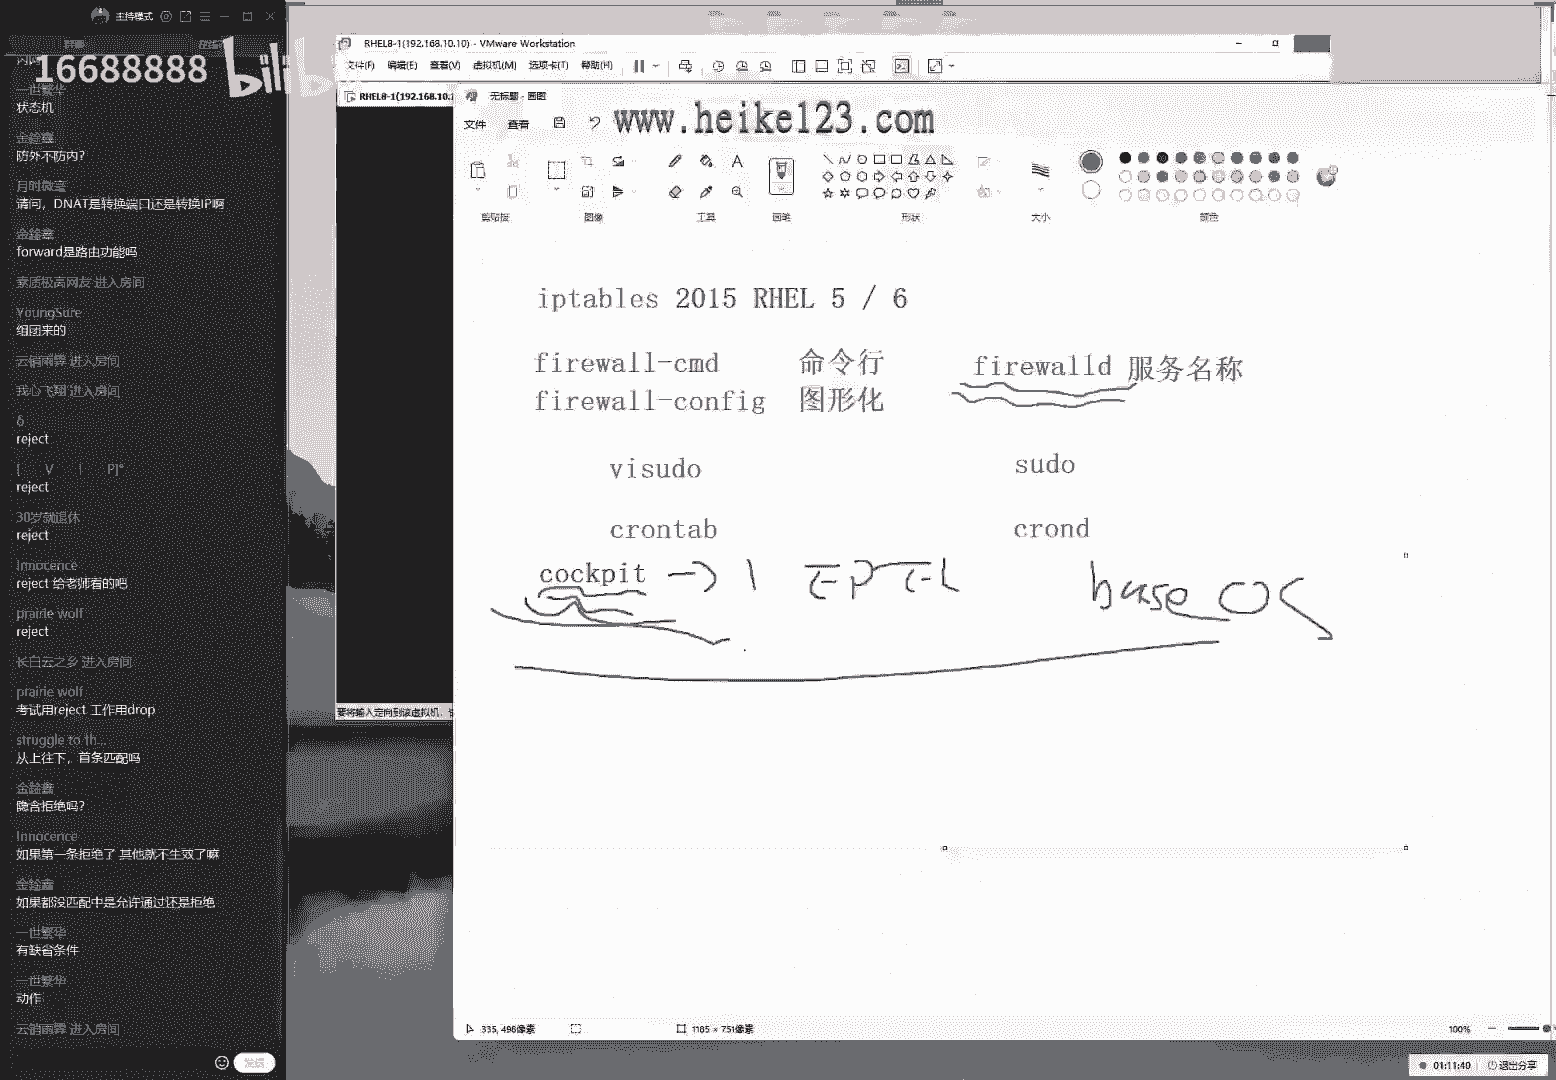 主持模式
16688888 bilibili
一世繁华
状态机
金鑫鑫
防外不防内?
月时微毫
请问，DNAT是转换端口还是转换IP啊
金鑫鑫
forward是路由功能吗
素质极高网友 进入房间
YoungSure
组团来的
云销雨霁 进入房间
我心飞翔 进入房间
δ
reject
[ V | P]°
reject
30岁就退休
reject
Innocence
reject 给老师看的吧
prairie wolf
reject
长白云之乡 进入房间
prairie wolf
考试用reject 工作用drop
struggle to th...
从上往下，首条匹配吗
金鑫鑫
隐含拒绝吗?
Innocence
如果第一条拒绝了 其他就不生效了嘛
金鑫鑫
如果都没匹配中是允许通过还是拒绝
一世繁华
有缺省条件
一世繁华
动作
云销雨霁 进入房间
RHEL8-1(192.168.10.10) - VMware Workstation
文件(F) 编辑(E) 查看(V) 虚拟机(M) 选项卡(T) 帮助(H)
RHEL8-1(192.168.10.1
要将输入定向到该虚拟机，
无标题 - 画图
文件 查看
www.heike123.com
剪贴板 图像 工具 画笔 形状 大小 颜色
iptables 2015 RHEL 5 / 6
firewall-cmd 命令行 firewalld 服务名称
firewall-config 图形化
visudo sudo
crontab crond
cockpit → 1 base OS
335, 498像素 1185 × 751像素 100%
01:11:40 退出分享